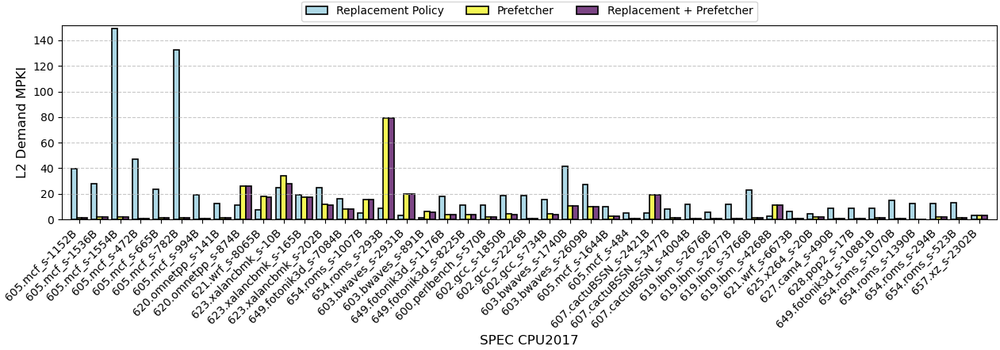 Replacement Policy Prefetcher Replacement + Prefetcher
L2 Demand MPKI
140
120
100
80
60
40
20
0
605.mcf_s-1152B
605.mcf_s-1536B
605.mcf_s-1554B
605.mcf_s-472B
605.mcf_s-665B
605.mcf_s-782B
605.mcf_s-994B
620.omnetpp_s-141B
620.omnetpp_s-874B
621.wrf_s-8065B
623.xalancbmk_s-10B
623.xalancbmk_s-165B
623.xalancbmk_s-202B
649.fotonik3d_s-7084B
654.roms_s-1007B
654.roms_s-293B
603.bwaves_s-2931B
603.bwaves_s-891B
649.fotonik3d_s-1176B
649.fotonik3d_s-8225B
600.perlbench_s-570B
602.gcc_s-1850B
602.gcc_s-2226B
602.gcc_s-734B
603.bwaves_s-1740B
603.bwaves_s-2609B
605.mcf_s-1644B
605.mcf_s-484
607.cactuBSSN_s-2421B
607.cactuBSSN_s-3477B
607.cactuBSSN_s-4004B
619.lbm_s-2676B
619.lbm_s-2677B
619.lbm_s-3766B
619.lbm_s-4268B
621.wrf_s-6673B
625.x264_s-20B
627.cam4_s-490B
628.pop2_s-17B
649.fotonik3d_s-10881B
654.roms_s-1070B
654.roms_s-1390B
654.roms_s-294B
654.roms_s-523B
657.xz_s-2302B
SPEC CPU2017